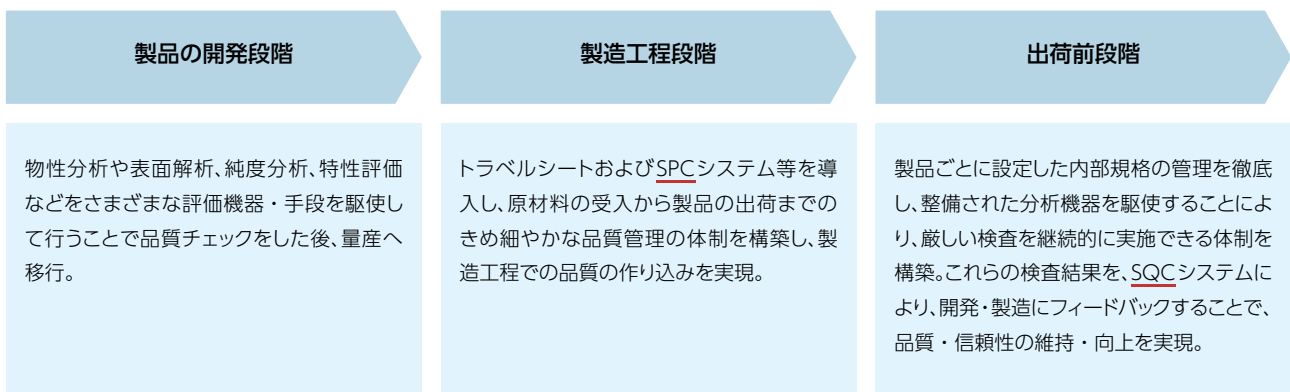 製品の開発段階
物性分析や表面解析、純度分析、特性評価
などをさまざまな評価機器・手段を駆使し
て行うことで品質チェックをした後、量産へ
移行。
製造工程段階
トラベルシートおよびSPCシステム等を導
入し、原材料の受入から製品の出荷までの
きめ細やかな品質管理の体制を構築し、製
造工程での品質の作り込みを実現。
出荷前段階
製品ごとに設定した内部規格の管理を徹底
し、整備された分析機器を駆使することによ
り、厳しい検査を継続的に実施できる体制を
構築。これらの検査結果を、SQCシステムに
より、開発・製造にフィードバックすることで、
品質・信頼性の維持・向上を実現。